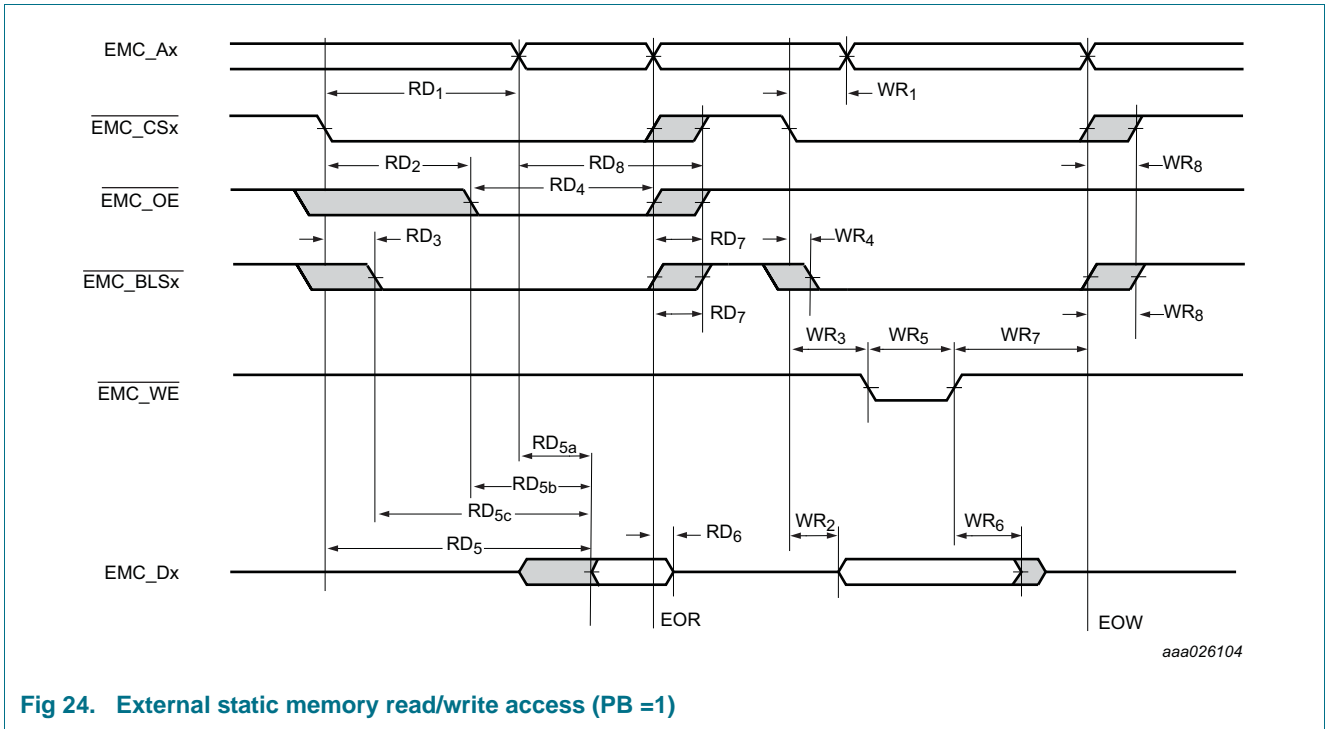 EMC_Ax
RD1
WR1
EMC_CSx
RD2
RD8
WR8
RD4
EMC_OE
RD3
RD7
WR4
EMC_BLSx
RD7
WR8
WR3
WR5
WR7
EMC_WE
RD5a
RD5b
RD5c
WR2
WR6
RD6
RD5
EMC_Dx
EOR
EOW
aaa026104
Fig 24. External static memory read/write access (PB =1)